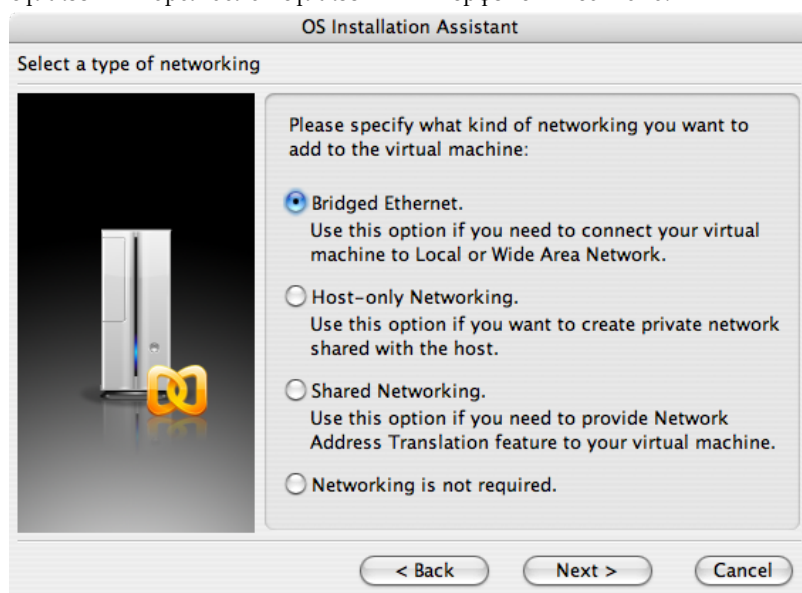 OS Installation Assistant
Select a type of networking
Please specify what kind of networking you want to
add to the virtual machine:
Bridged Ethernet.
Use this option if you need to connect your virtual
machine to Local or Wide Area Network.
Host-only Networking.
Use this option if you want to create private network
shared with the host.
Shared Networking.
Use this option if you need to provide Network
Address Translation feature to your virtual machine.
Networking is not required.
< Back
Next >
Cancel